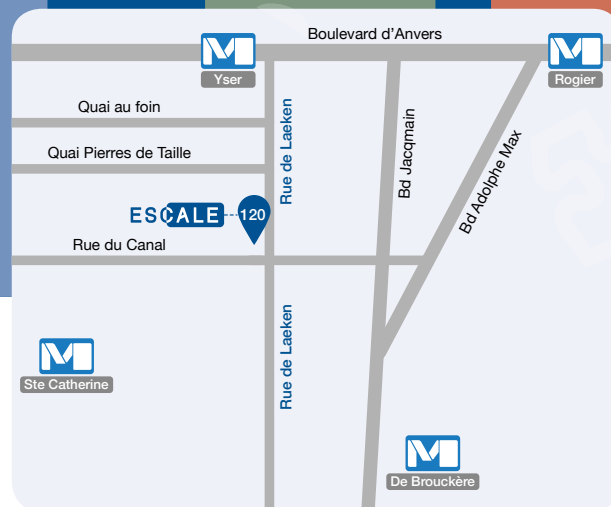 Boulevard d’Anvers
M
Yser
M
Rogier
Quai au foin
Rue de Laeken
Bd Jacqmain
Bd Adolphe Max
Quai Pierres de Taille
ESCALE 120
Rue du Canal
Rue de Laeken
M
Ste Catherine
M
De Brouckère